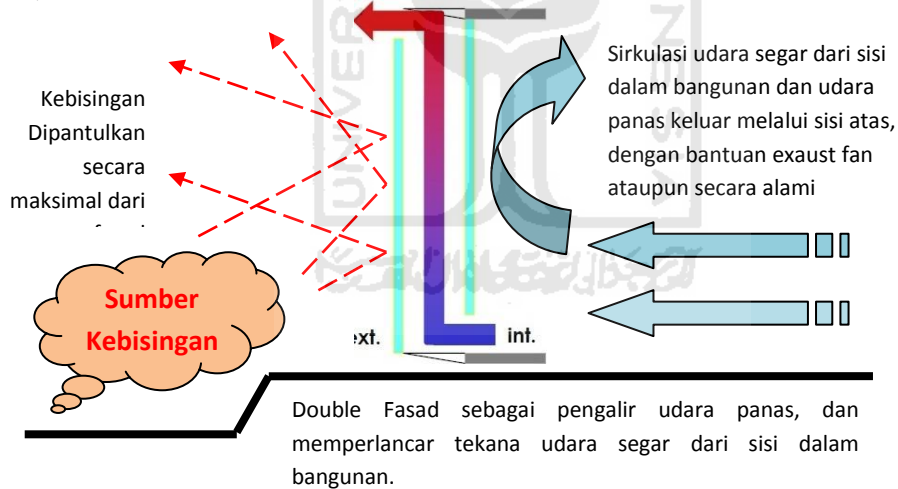 Kebisingan
Dipantulkan
secara
maksimal dari
Sumber
Kebisingan
Sirkulasi udara segar dari sisi
dalam bangunan dan udara
panas keluar melalui sisi atas,
dengan bantuan exaust fan
ataupun secara alami
ext.
int.
Double Fasad sebagai pengalir udara panas, dan
memperlancar tekana udara segar dari sisi dalam
bangunan.